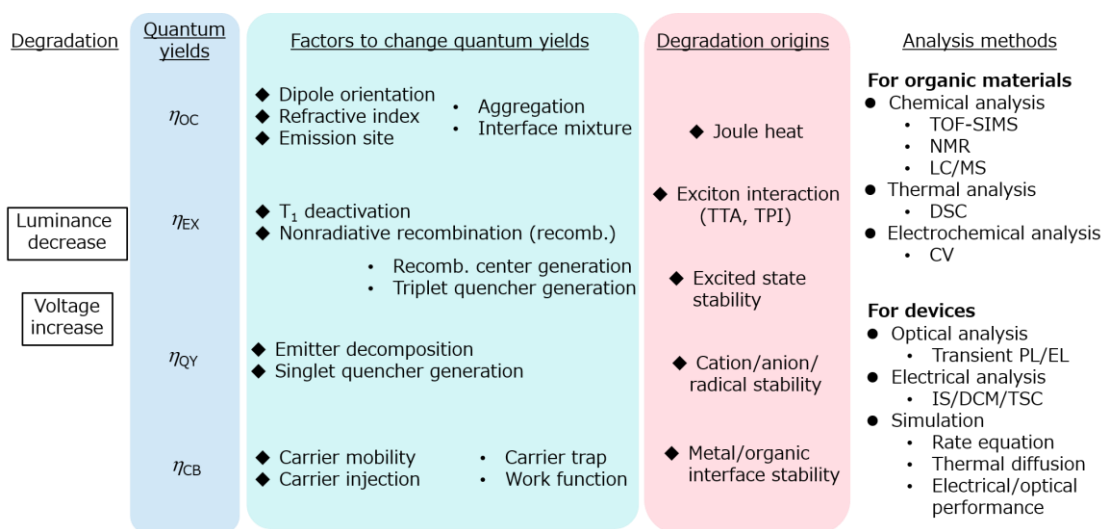 Degradation
Luminance
decrease
Voltage
increase
Quantum
yields
ηOC
ηEX
ηQY
ηCB
Factors to change quantum yields
◆ Dipole orientation
◆ Refractive index
◆ Emission site
• Aggregation
• Interface mixture
◆ T₁ deactivation
◆ Nonradiative recombination (recomb.)
• Recomb. center generation
• Triplet quencher generation
◆ Emitter decomposition
◆ Singlet quencher generation
◆ Carrier mobility
◆ Carrier injection
• Carrier trap
• Work function
Degradation origins
◆ Joule heat
◆ Exciton interaction
(TTA, TPI)
◆ Excited state
stability
◆ Cation/anion/
radical stability
◆ Metal/organic
interface stability
Analysis methods
For organic materials
● Chemical analysis
• TOF-SIMS
• NMR
• LC/MS
● Thermal analysis
• DSC
● Electrochemical analysis
• CV
For devices
● Optical analysis
• Transient PL/EL
● Electrical analysis
• IS/DCM/TSC
● Simulation
• Rate equation
• Thermal diffusion
• Electrical/optical
performance